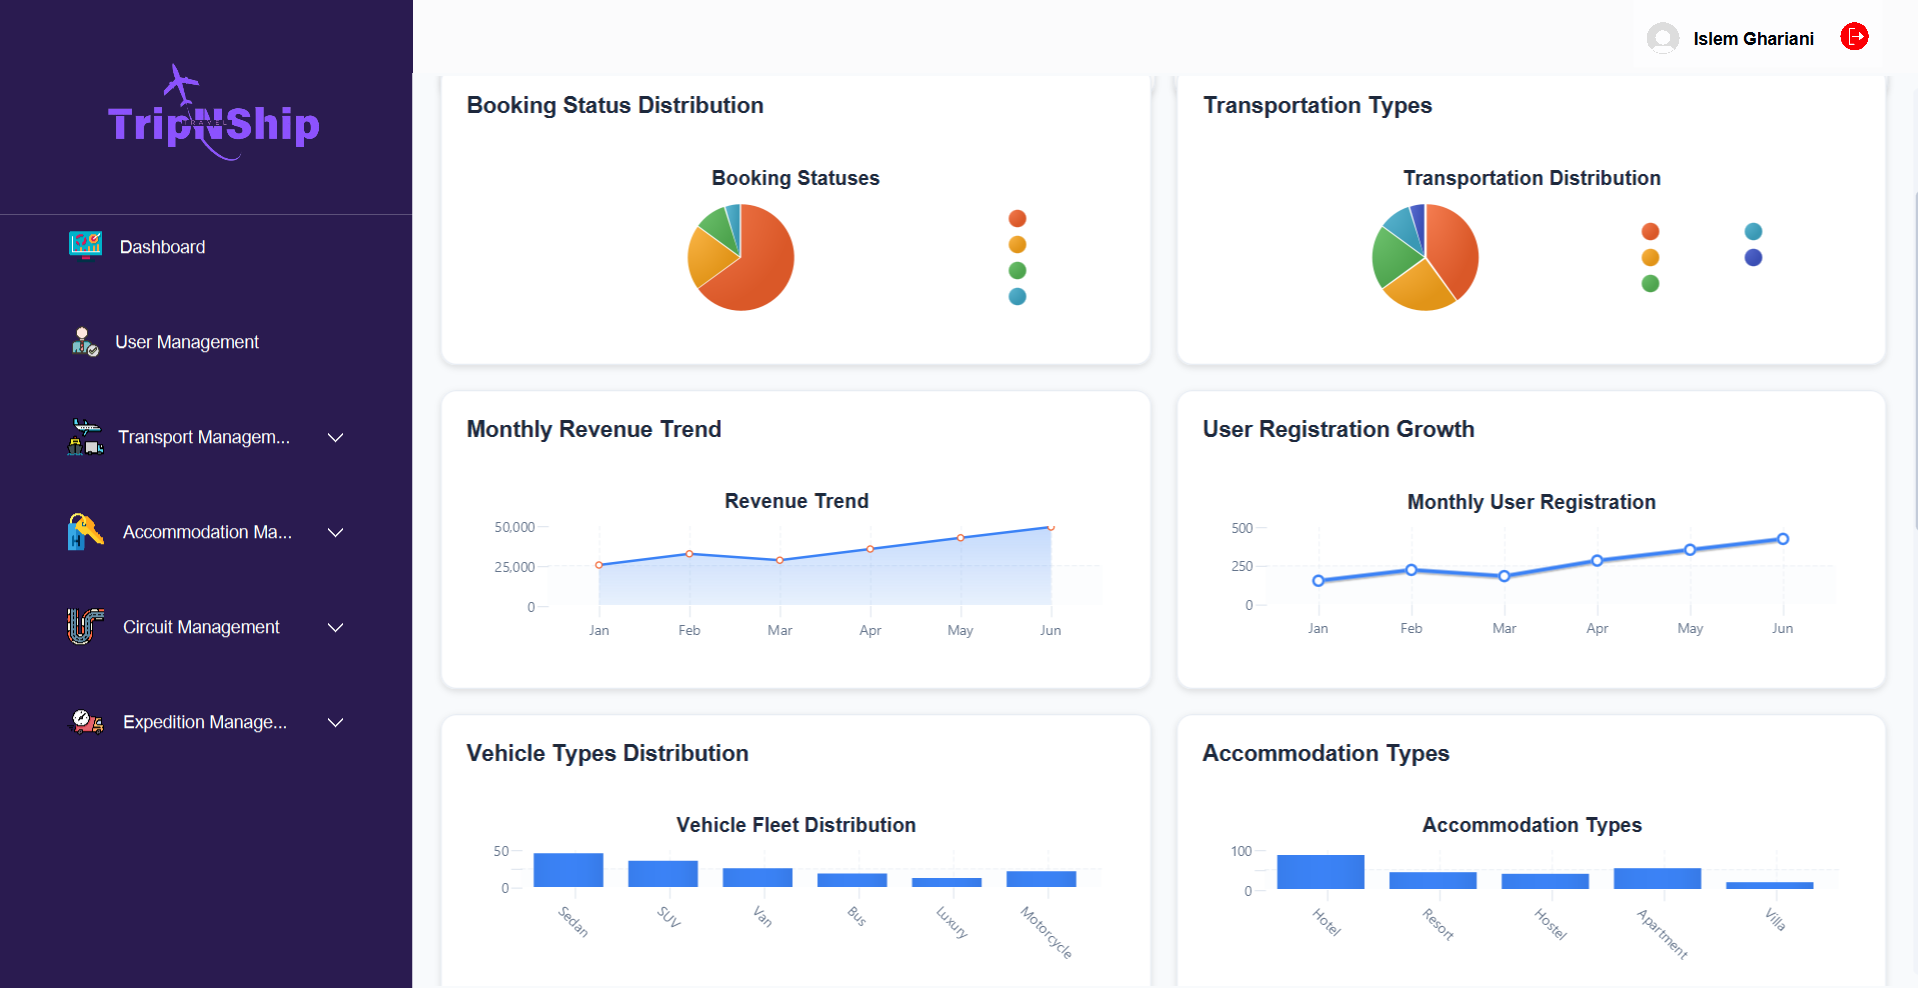 Islem Ghariani
TripNShip
TRAVEL
Dashboard
User Management
Transport Managem...
Accommodation Ma...
Circuit Management
Expedition Manage...
Booking Status Distribution
Booking Statuses
Transportation Types
Transportation Distribution
Monthly Revenue Trend
Revenue Trend
50,000
25,000
0
Jan Feb Mar Apr May Jun
User Registration Growth
Monthly User Registration
500
250
0
Jan Feb Mar Apr May Jun
Vehicle Types Distribution
Vehicle Fleet Distribution
50
0
Sedan SUV Van Bus Luxury Motorcycle
Accommodation Types
Accommodation Types
100
0
Hotel Resort Hostel Apartment Villa